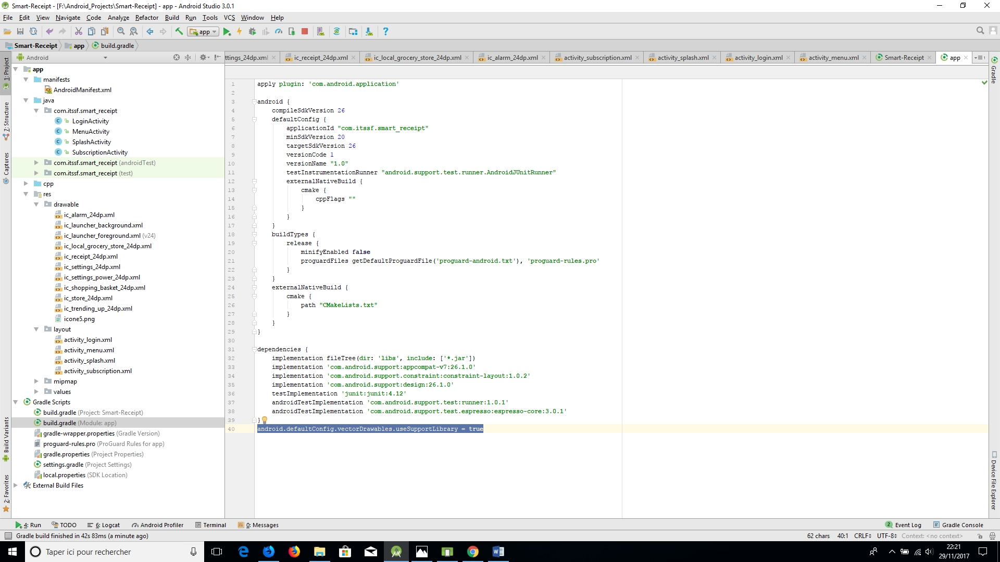 Smart-Receipt - [F:\Android_Projects\Smart-Receipt] - app - Android Studio 3.0.1
File Edit View Navigate Code Analyze Refactor Build Run Tools VCS Window Help
app
Smart-Receipt app build.gradle
Android
ttings_24dp.xml ic_receipt_24dp.xml ic_local_grocery_store_24dp.xml ic_alarm_24dp.xml activity_subscription.xml activity_splash.xml activity_login.xml activity_menu.xml Smart-Receipt app
1: Project
7: Structure
Captures
Build Variants
2: Favorites
app
manifests
AndroidManifest.xml
java
com.itssf.smart_receipt
LoginActivity
MenuActivity
SplashActivity
SubscriptionActivity
com.itssf.smart_receipt (androidTest)
com.itssf.smart_receipt (test)
cpp
res
drawable
ic_alarm_24dp.xml
ic_launcher_background.xml
ic_launcher_foreground.xml (v24)
ic_local_grocery_store_24dp.xml
ic_receipt_24dp.xml
ic_settings_24dp.xml
ic_settings_power_24dp.xml
ic_shopping_basket_24dp.xml
ic_store_24dp.xml
ic_trending_up_24dp.xml
icone5.png
layout
activity_login.xml
activity_menu.xml
activity_splash.xml
activity_subscription.xml
mipmap
values
Gradle Scripts
build.gradle (Project: Smart-Receipt)
build.gradle (Module: app)
gradle-wrapper.properties (Gradle Version)
proguard-rules.pro (ProGuard Rules for app)
gradle.properties (Project Properties)
settings.gradle (Project Settings)
local.properties (SDK Location)
External Build Files
1 apply plugin: 'com.android.application'
2
3 android {
4 compileSdkVersion 26
5 defaultConfig {
6 applicationId "com.itssf.smart_receipt"
7 minSdkVersion 20
8 targetSdkVersion 26
9 versionCode 1
10 versionName "1.0"
11 testInstrumentationRunner "android.support.test.runner.AndroidJUnitRunner"
12 externalNativeBuild {
13 cmake {
14 cppFlags ""
15 }
16 }
17 }
18 buildTypes {
19 release {
20 minifyEnabled false
21 proguardFiles getDefaultProguardFile('proguard-android.txt'), 'proguard-rules.pro'
22 }
23 }
24 externalNativeBuild {
25 cmake {
26 path "CMakeLists.txt"
27 }
28 }
29 }
30
31 dependencies {
32 implementation fileTree(dir: 'libs', include: ['*.jar'])
33 implementation 'com.android.support:appcompat-v7:26.1.0'
34 implementation 'com.android.support.constraint:constraint-layout:1.0.2'
35 implementation 'com.android.support:design:26.1.0'
36 testImplementation 'junit:junit:4.12'
37 androidTestImplementation 'com.android.support.test:runner:1.0.1'
38 androidTestImplementation 'com.android.support.test.espresso:espresso-core:3.0.1'
39 }
40 android.defaultConfig.vectorDrawables.useSupportLibrary = true
Gradle
Device File Explorer
4: Run TODO 6: Logcat Android Profiler Terminal 0: Messages 2 Event Log Gradle Console
Gradle build finished in 42s 83ms (a minute ago) 62 chars 40:1 CRLF UTF-8 Context: <no context>
Taper ici pour rechercher
22:21
29/11/2017